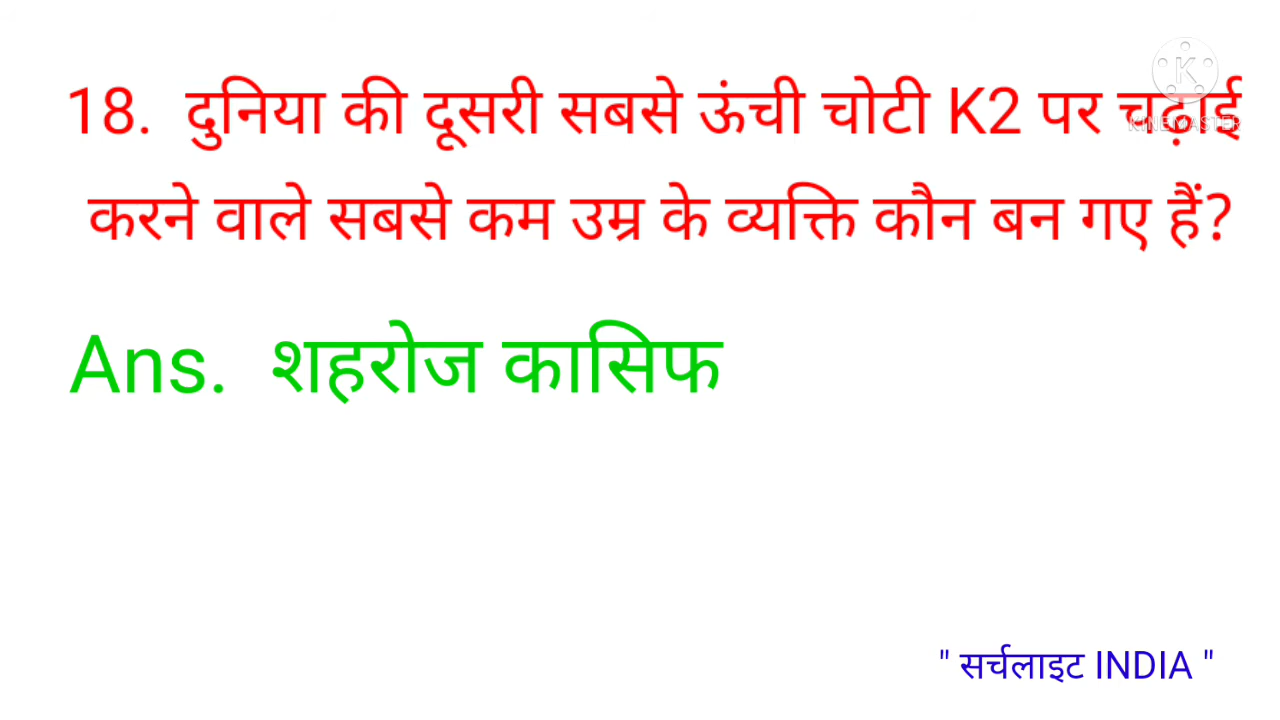 18. दुनिया की दूसरी सबसे ऊंची चोटी K2 पर चढ़ाई
KINEMASTER
करने वाले सबसे कम उम्र के व्यक्ति कौन बन गए हैं?
Ans. शहरोज कासिफ
" सर्चलाइट INDIA "